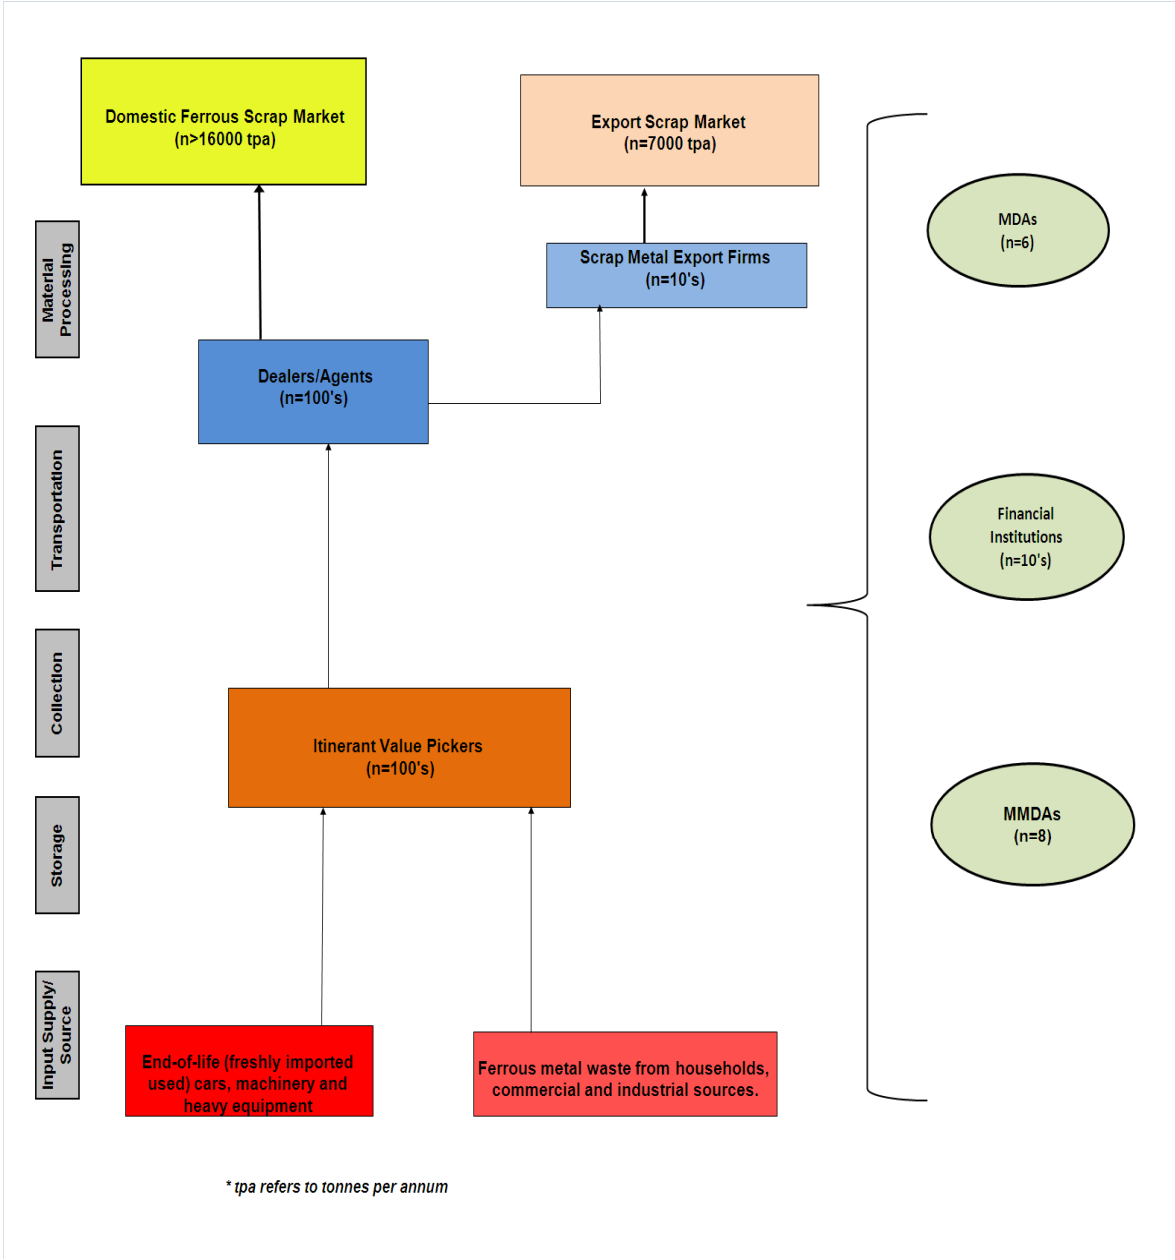 Domestic Ferrous Scrap Market
(n>16000 tpa)
Export Scrap Market
(n=7000 tpa)
MDAs
(n=6)
Material
Processing
Scrap Metal Export Firms
(n=10's)
Dealers/Agents
(n=100's)
Transportation
Financial
Institutions
(n=10's)
Collection
Itinerant Value Pickers
(n=100's)
MMDAs
(n=8)
Storage
Input Supply/
Source
End-of-life (freshly imported
used) cars, machinery and
heavy equipment
Ferrous metal waste from households,
commercial and industrial sources.
* tpa refers to tonnes per annum